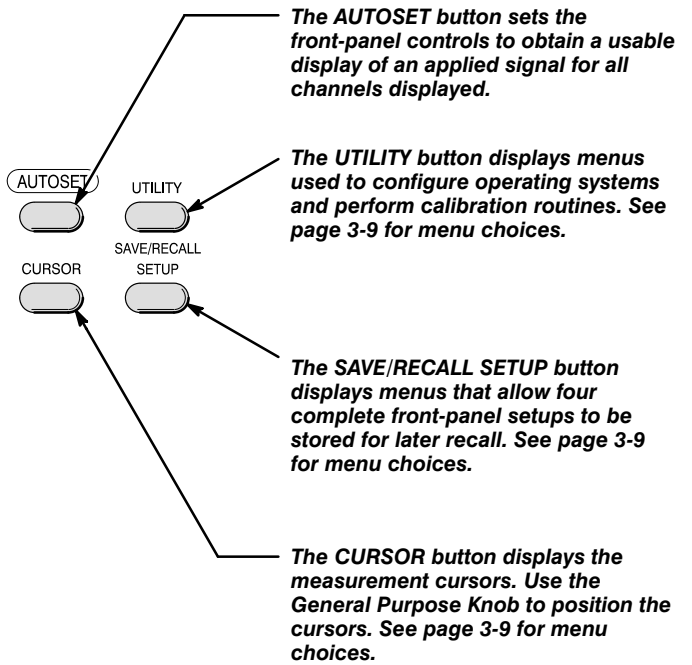 The AUTOSET button sets the
front-panel controls to obtain a usable
display of an applied signal for all
channels displayed.
The UTILITY button displays menus
used to configure operating systems
and perform calibration routines. See
page 3-9 for menu choices.
AUTOSET
UTILITY
SAVE/RECALL
CURSOR
SETUP
The SAVE/RECALL SETUP button
displays menus that allow four
complete front-panel setups to be
stored for later recall. See page 3-9
for menu choices.
The CURSOR button displays the
measurement cursors. Use the
General Purpose Knob to position the
cursors. See page 3-9 for menu
choices.